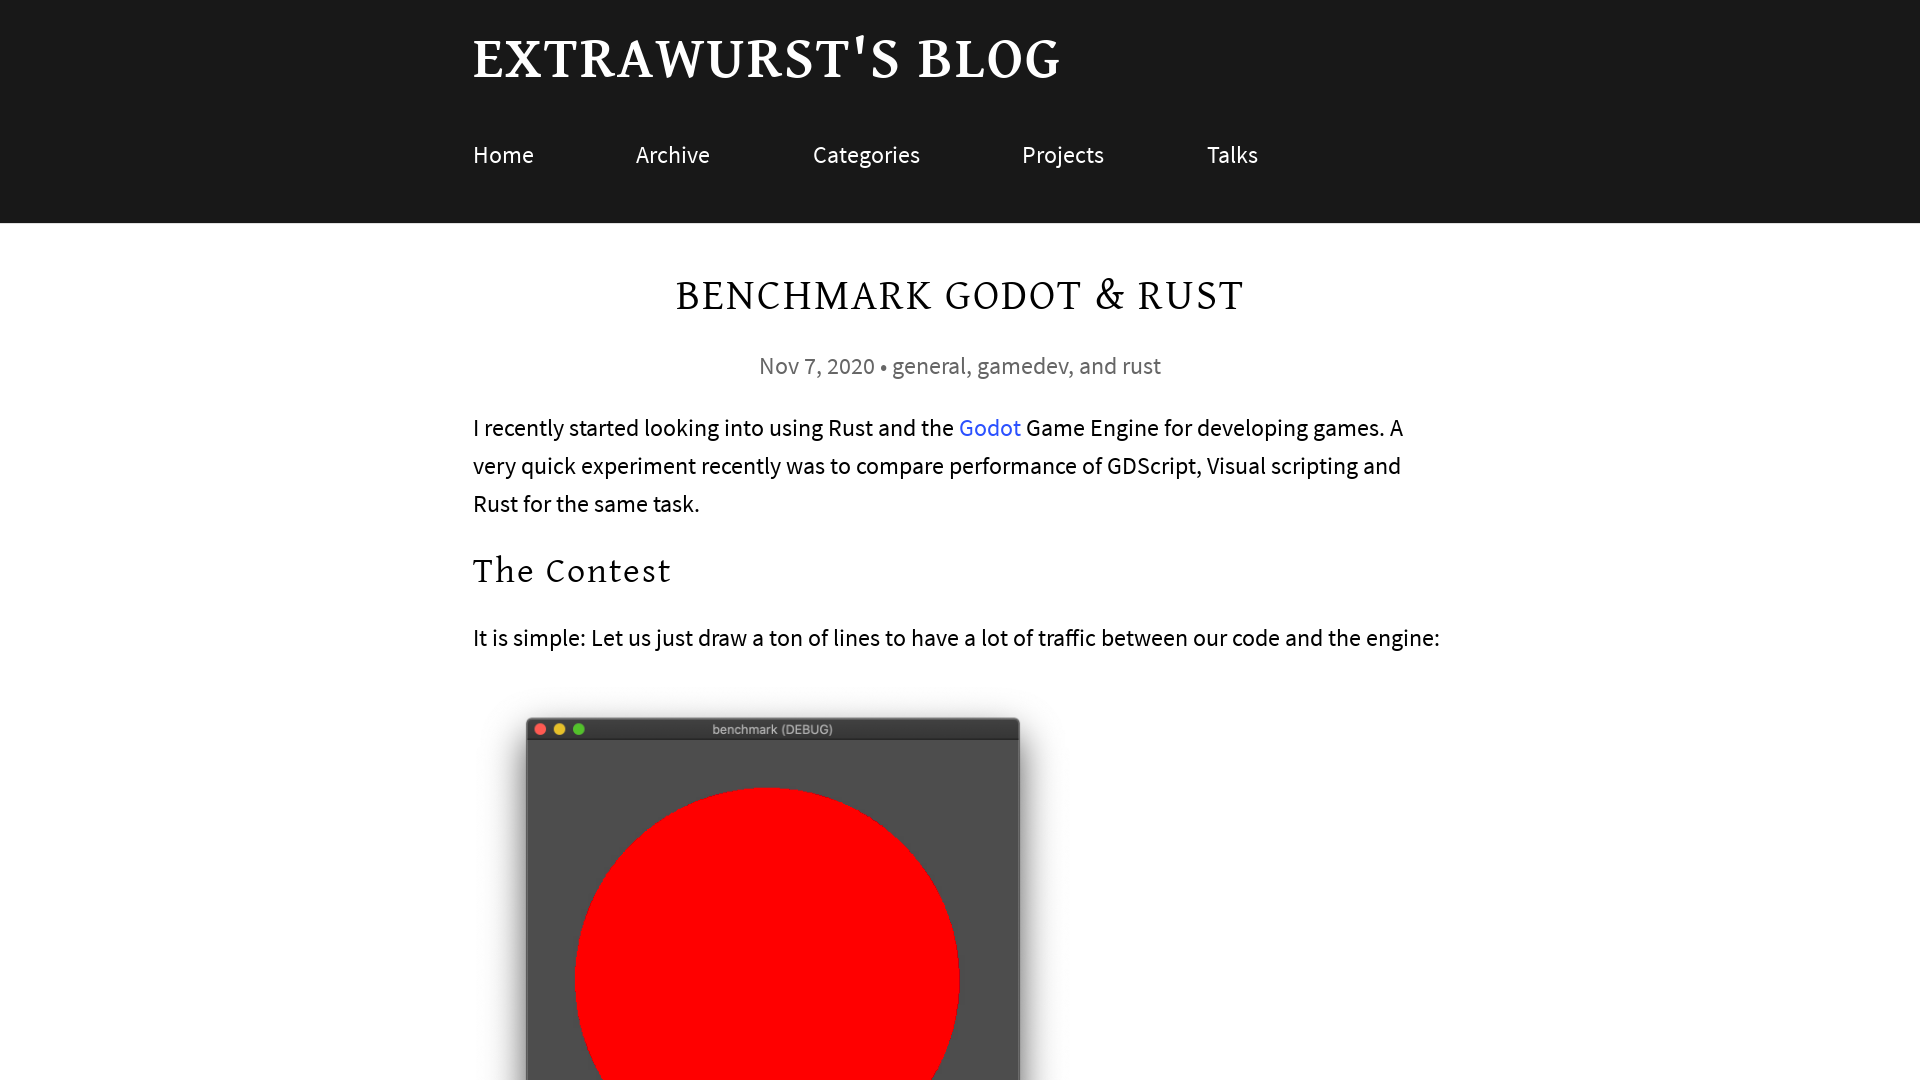 EXTRAWURST'S BLOG
Home Archive Categories Projects Talks
BENCHMARK GODOT & RUST
Nov 7, 2020 • general, gamedev, and rust
I recently started looking into using Rust and the Godot Game Engine for developing games. A
very quick experiment recently was to compare performance of GDScript, Visual scripting and
Rust for the same task.
The Contest
It is simple: Let us just draw a ton of lines to have a lot of traffic between our code and the engine:
benchmark (DEBUG)